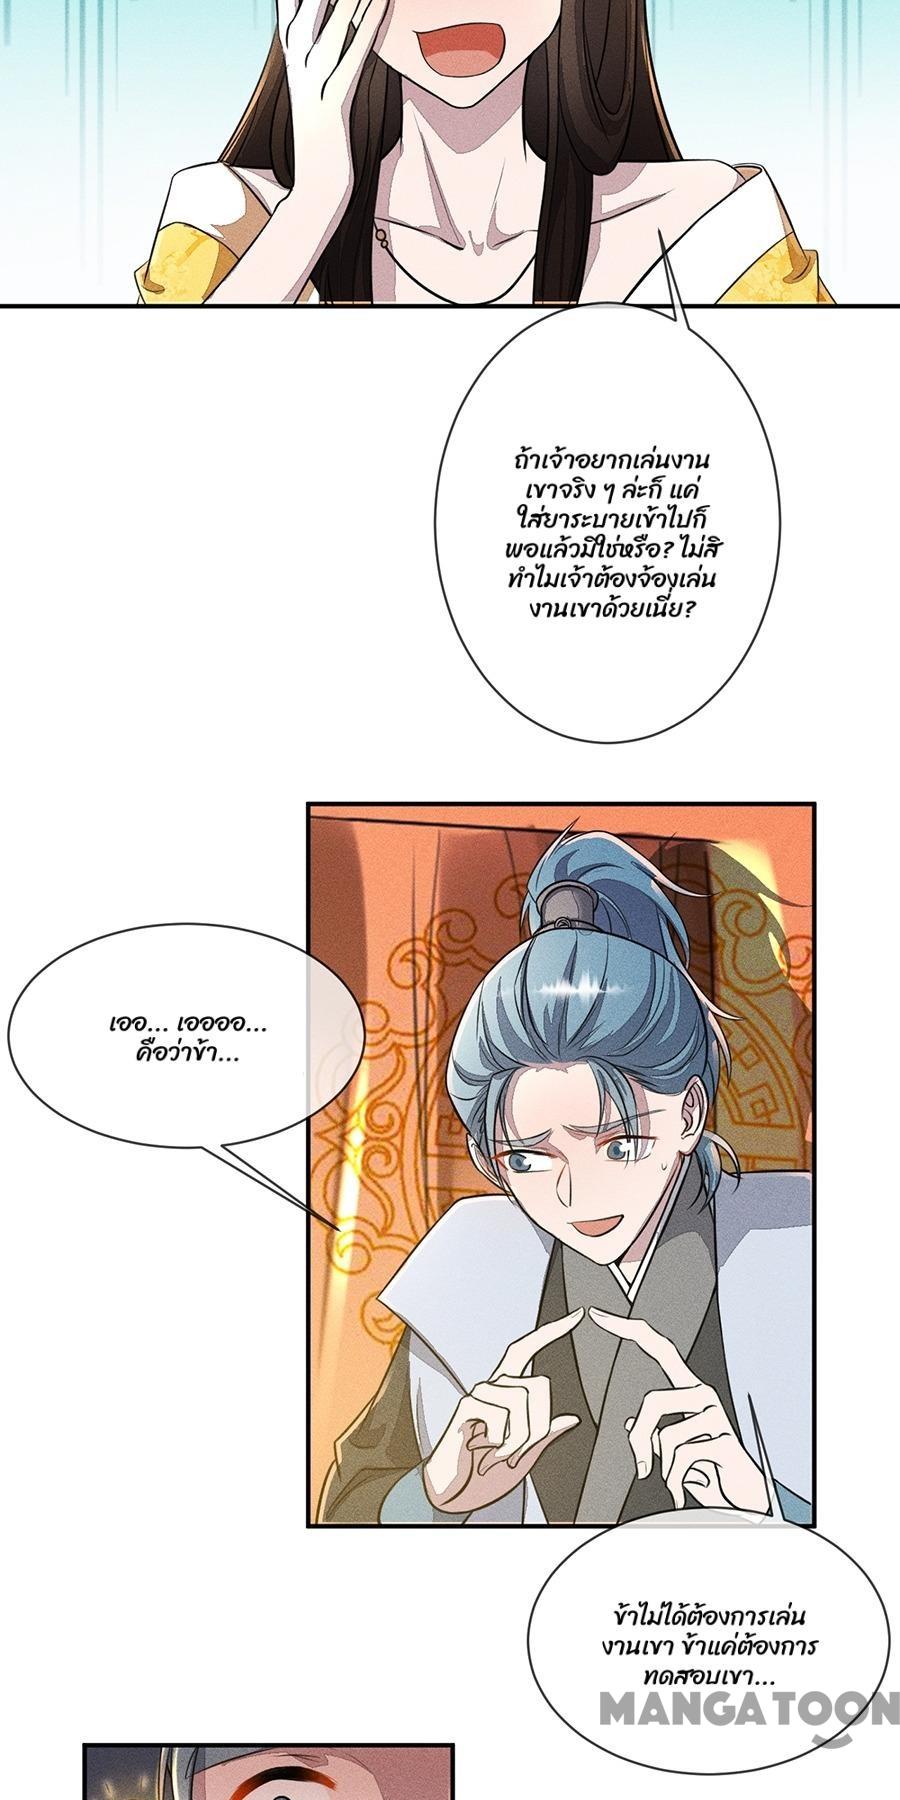 ถ้าเจ้าอยากเล่นงาน
เขาจริง ๆ ล่ะก็ แค่
ใส่ยาระบายเข้าไปก็
พอแล้วมิใช่หรือ? ไม่สิ
ทำไมเจ้าต้องจ้องเล่น
งานเขาด้วยเนี่ย?
เออ... เออออ...
คือว่าข้า...
ข้าไม่ได้ต้องการเล่น
งานเขา ข้าแค่ต้องการ
ทดสอบเขา...
MANGATOON